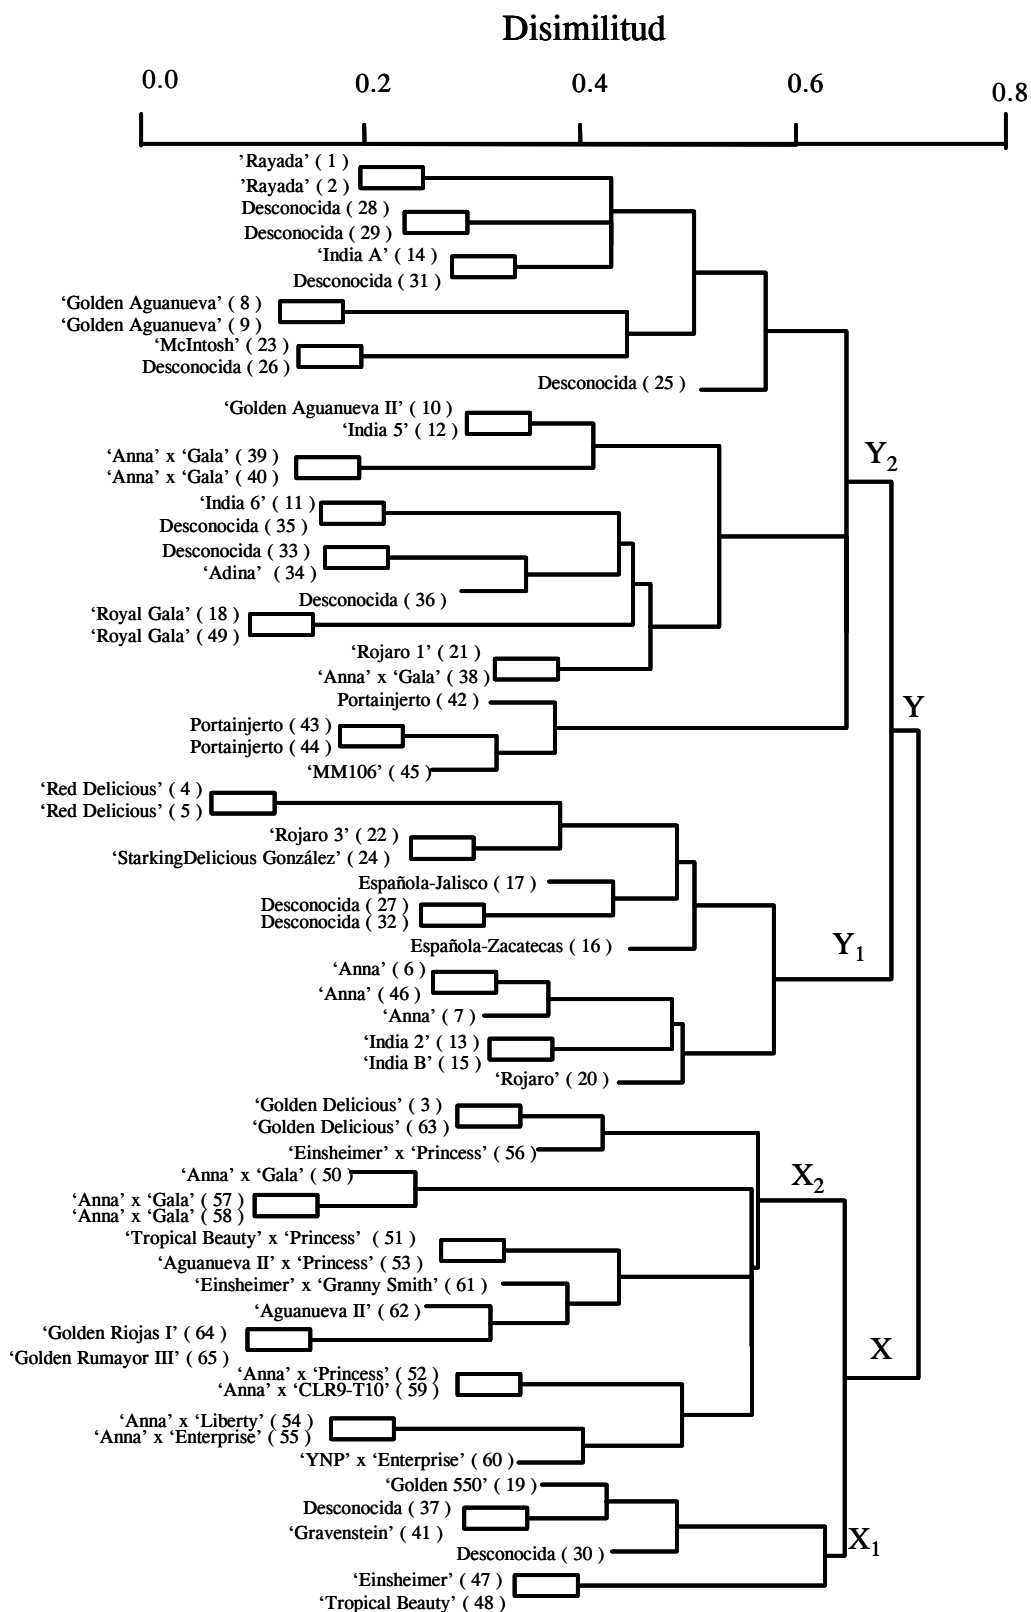 Disimilitud
0.0 0.2 0.4 0.6 0.8
’Rayada’ ( 1 )
’Rayada’ ( 2 )
Desconocida ( 28 )
Desconocida ( 29 )
‘India A’ ( 14 )
Desconocida ( 31 )
‘Golden Aguanueva’ ( 8 )
‘Golden Aguanueva’ ( 9 )
‘McIntosh’ ( 23 )
Desconocida ( 26 )
Desconocida ( 25 )
‘Golden Aguanueva II’ ( 10 )
‘India 5’ ( 12 )
Y2
‘Anna’ x ‘Gala’ ( 39 )
‘Anna’ x ‘Gala’ ( 40 )
‘India 6’ ( 11 )
Desconocida ( 35 )
Desconocida ( 33 )
‘Adina’ ( 34 )
Desconocida ( 36 )
‘Royal Gala’ ( 18 )
‘Royal Gala’ ( 49 )
‘Rojaro 1’ ( 21 )
‘Anna’ x ‘Gala’ ( 38 )
Portainjerto ( 42 )
Y
Portainjerto ( 43 )
Portainjerto ( 44 )
‘MM106’ ( 45 )
‘Red Delicious’ ( 4 )
‘Red Delicious’ ( 5 )
‘Rojaro 3’ ( 22 )
‘StarkingDelicious González’ ( 24 )
Española-Jalisco ( 17 )
Desconocida ( 27 )
Desconocida ( 32 )
Española-Zacatecas ( 16 )
Y1
‘Anna’ ( 6 )
‘Anna’ ( 46 )
‘Anna’ ( 7 )
‘India 2’ ( 13 )
‘India B’ ( 15 )
‘Rojaro’ ( 20 )
‘Golden Delicious’ ( 3 )
‘Golden Delicious’ ( 63 )
‘Einsheimer’ x ‘Princess’ ( 56 )
‘Anna’ x ‘Gala’ ( 50 )
X2
‘Anna’ x ‘Gala’ ( 57 )
‘Anna’ x ‘Gala’ ( 58 )
‘Tropical Beauty’ x ‘Princess’ ( 51 )
‘Aguanueva II’ x ‘Princess’ ( 53 )
‘Einsheimer’ x ‘Granny Smith’ ( 61 )
‘Aguanueva II’ ( 62 )
‘Golden Riojas I’ ( 64 )
‘Golden Rumayor III’ ( 65 )
X
‘Anna’ x ‘Princess’ ( 52 )
‘Anna’ x ‘CLR9-T10’ ( 59 )
‘Anna’ x ‘Liberty’ ( 54 )
‘Anna’ x ‘Enterprise’ ( 55 )
‘YNP’ x ‘Enterprise’ ( 60 )
‘Golden 550’ ( 19 )
Desconocida ( 37 )
‘Gravenstein’ ( 41 )
X1
Desconocida ( 30 )
‘Einsheimer’ ( 47 )
‘Tropical Beauty’ ( 48 )